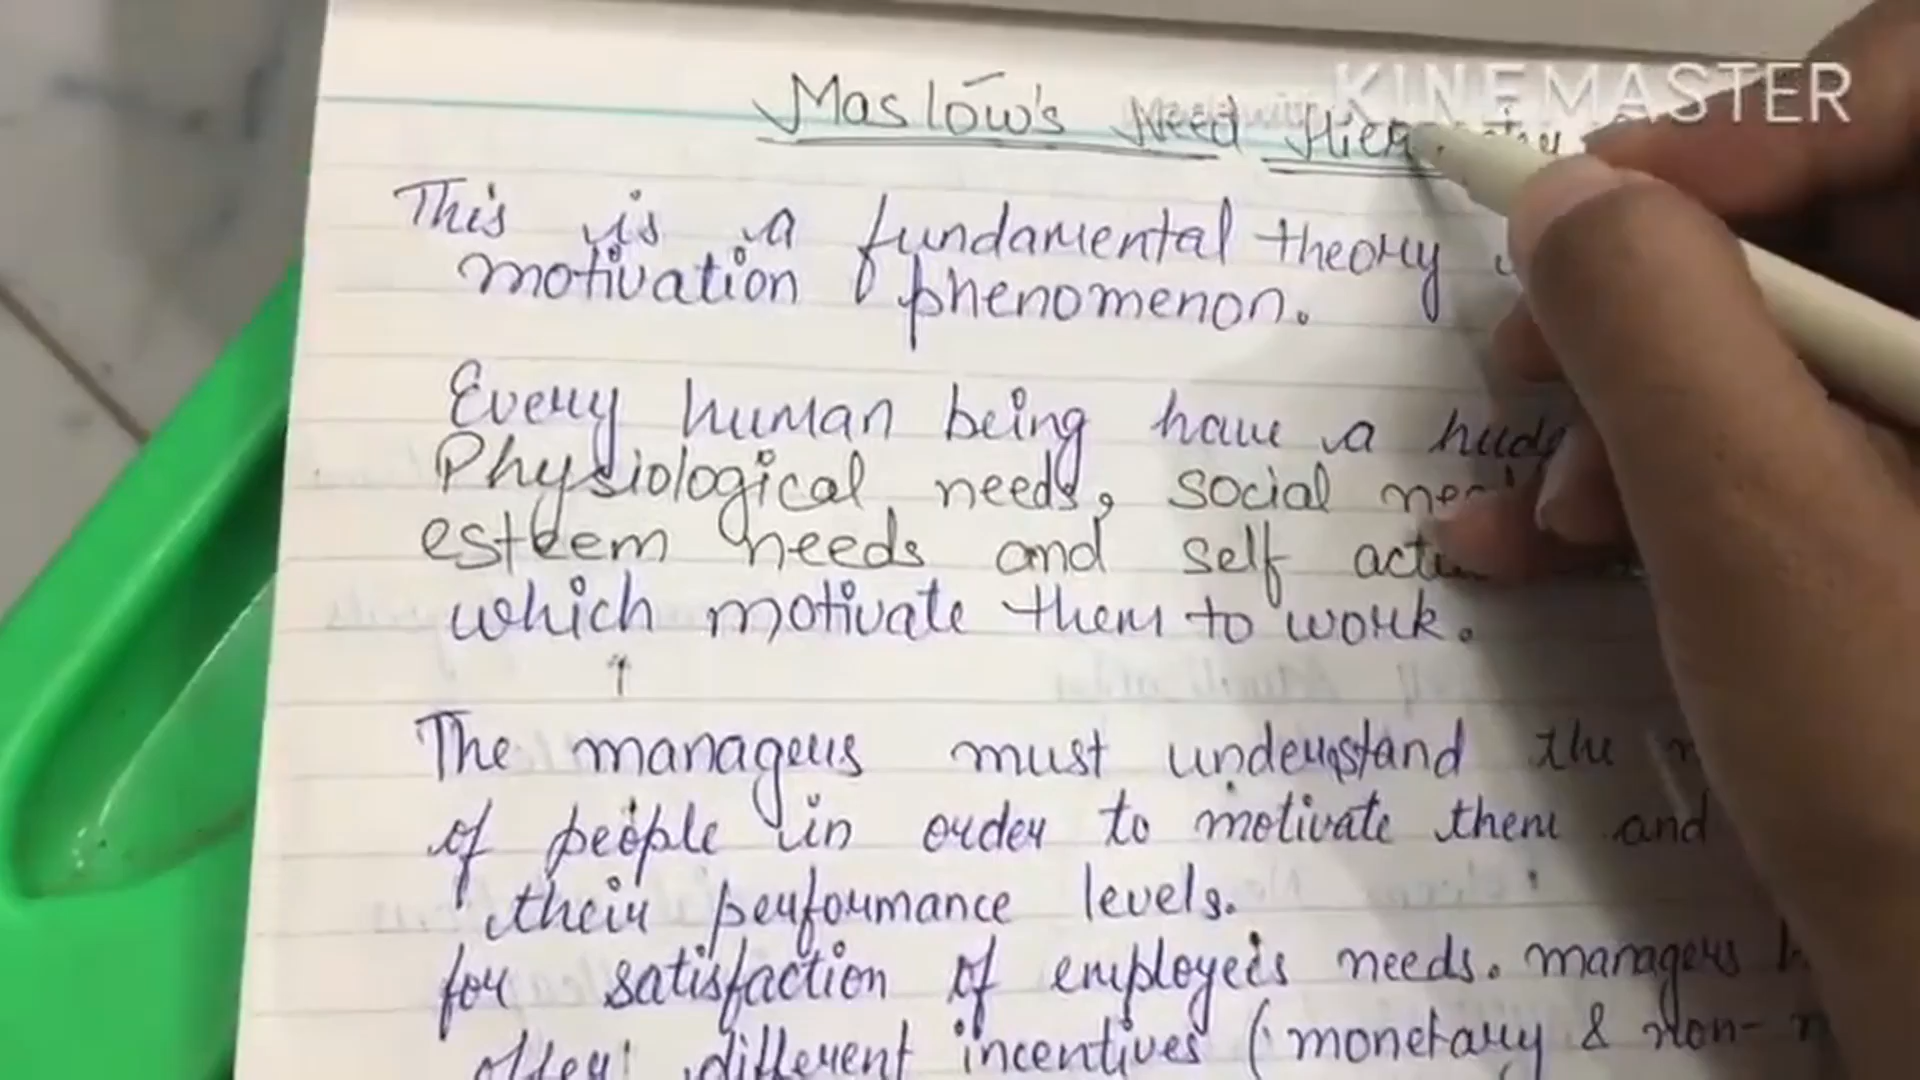 Maslow's Need
KINEMASTER
This is a fundamental theory
motivation phenomenon.
Every human being have a
Physiological needs, social
esteem needs and self
which motivate them to work.
The managers must understand the
of people in order to motivate them and
their performance levels.
for satisfaction of employees needs. managers
offer different incentives (monetary & non-